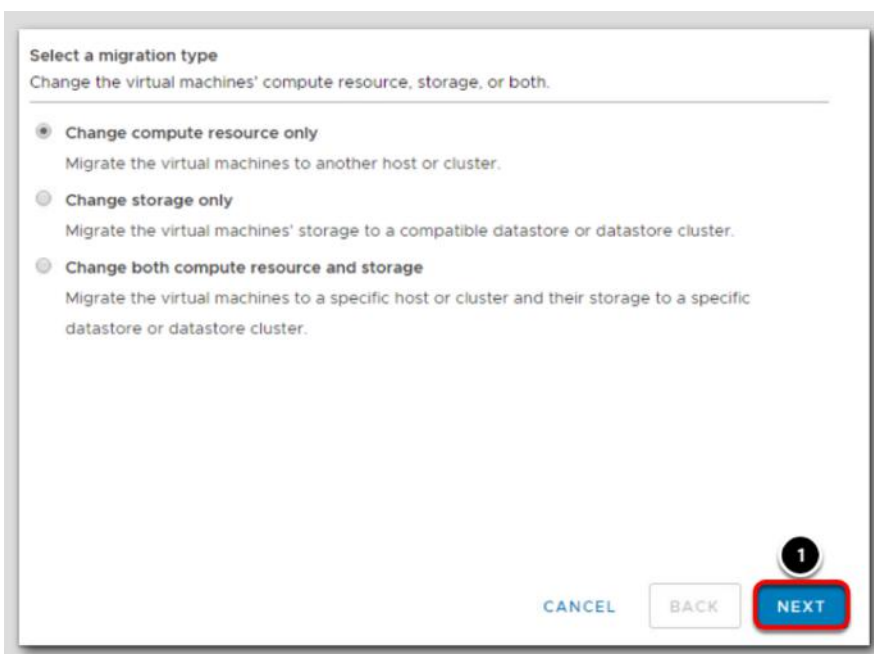 Select a migration type
Change the virtual machines' compute resource, storage, or both.
Change compute resource only
Migrate the virtual machines to another host or cluster.
Change storage only
Migrate the virtual machines' storage to a compatible datastore or datastore cluster.
Change both compute resource and storage
Migrate the virtual machines to a specific host or cluster and their storage to a specific
datastore or datastore cluster.
1
CANCEL BACK NEXT